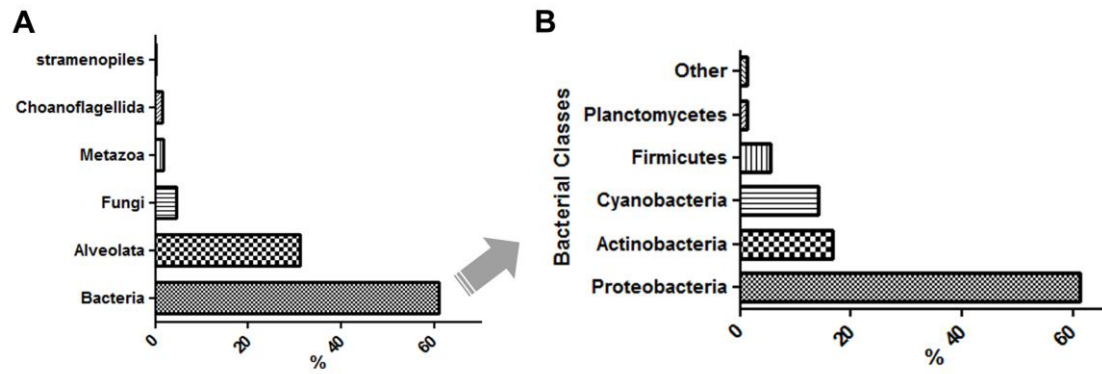 A
stramenopiles
Choanoflagellida
Metazoa
Fungi
Alveolata
Bacteria
0
20
40
60
%
B
Bacterial Classes
Other
Planctomycetes
Firmicutes
Cyanobacteria
Actinobacteria
Proteobacteria
0
20
40
60
%